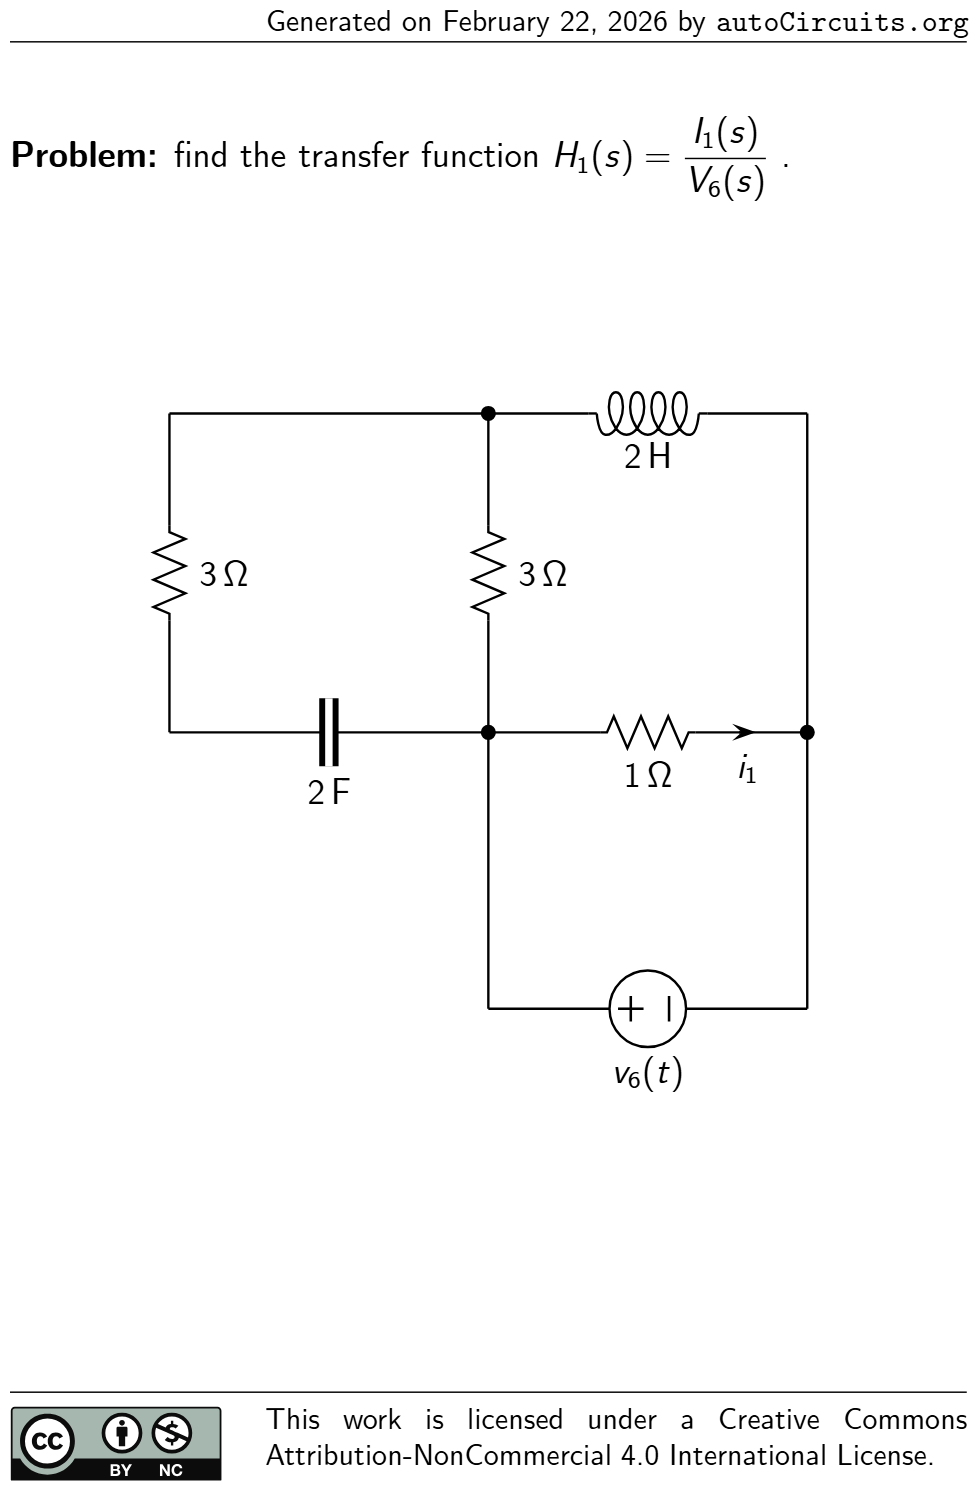 Generated on February 22, 2026 by autoCircuits.org
Problem: find the transfer function H₁(s) = I₁(s) / V₆(s) .
2 H
3 Ω
3 Ω
1 Ω
i₁
2 F
+ −
v₆(t)
cc
BY NC
This work is licensed under a Creative Commons
Attribution-NonCommercial 4.0 International License.